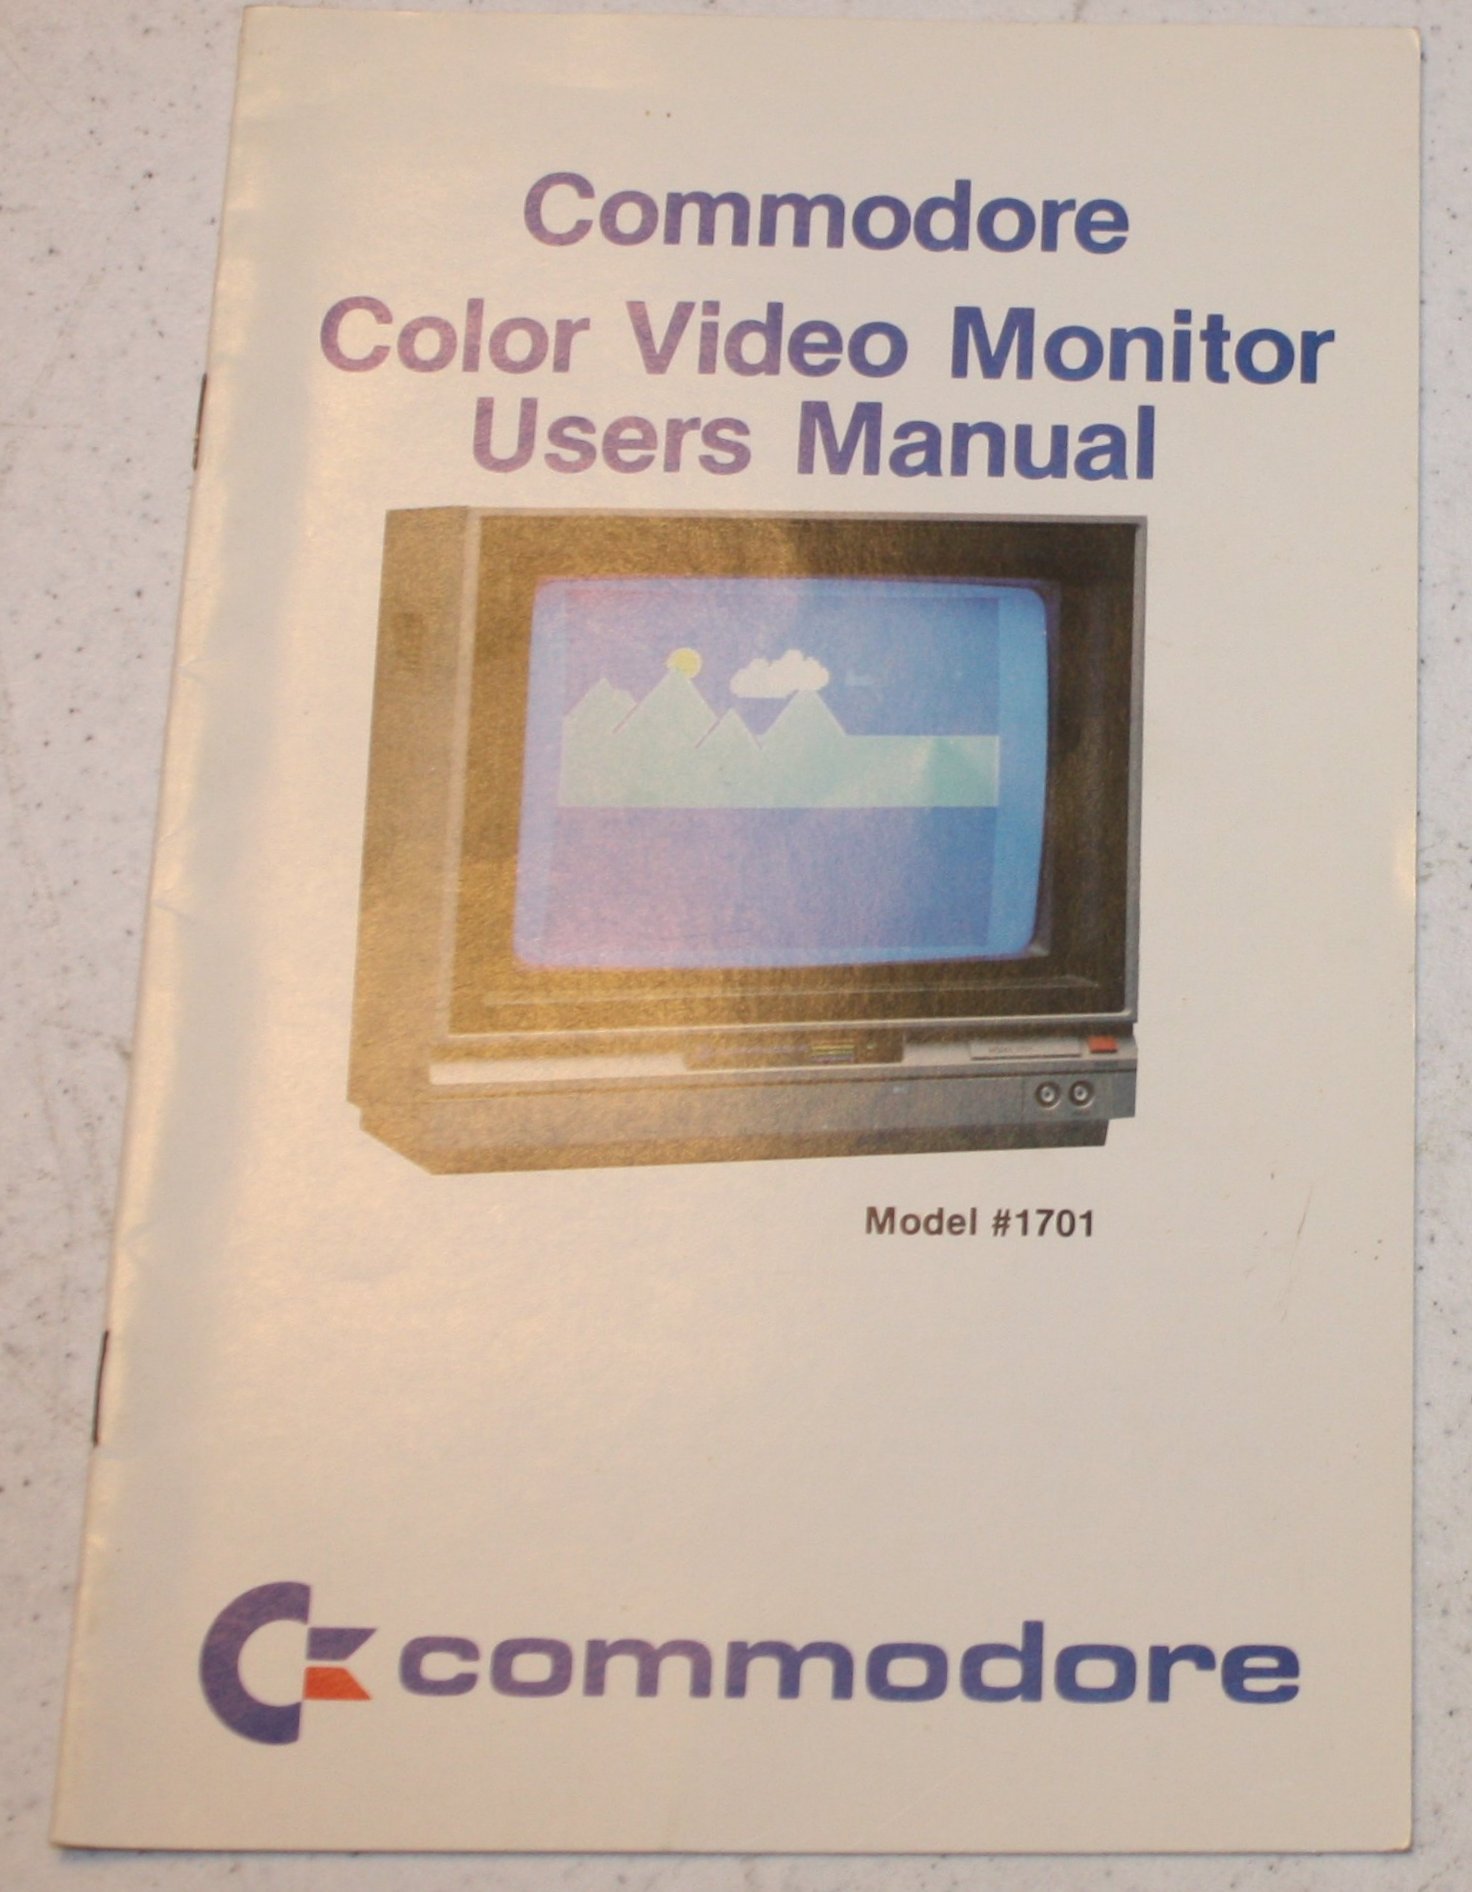 Commodore
Color Video Monitor
Users Manual
Model #1701
commodore